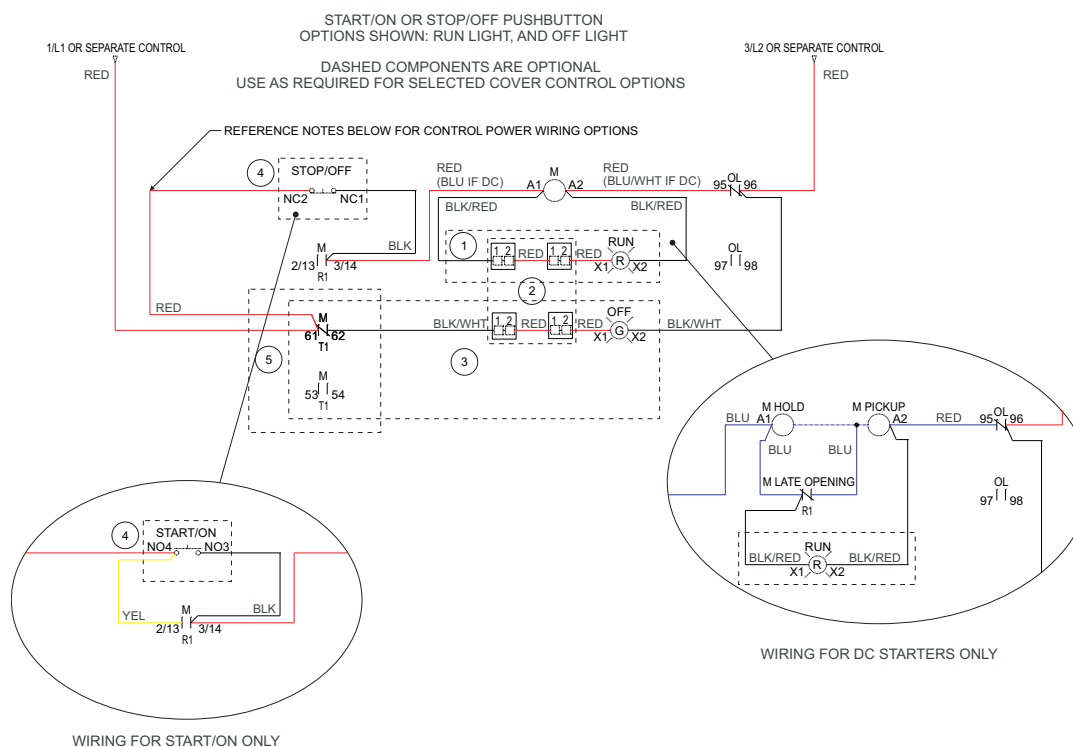 START/ON OR STOP/OFF PUSHBUTTON
OPTIONS SHOWN: RUN LIGHT, AND OFF LIGHT
1/L1 OR SEPARATE CONTROL
3/L2 OR SEPARATE CONTROL
RED
RED
DASHED COMPONENTS ARE OPTIONAL
USE AS REQUIRED FOR SELECTED COVER CONTROL OPTIONS
REFERENCE NOTES BELOW FOR CONTROL POWER WIRING OPTIONS
4
STOP/OFF
NC2
NC1
RED
(BLU IF DC)
M
A1
A2
RED
(BLU/WHT IF DC)
OL
95
96
BLK/RED
BLK/RED
M
2/13
3/14
R1
BLK
1
1 2
RED
1 2
RED
RUN
R
X1
X2
OL
97
98
2
RED
M
61
62
T1
BLK/WHT
1 2
RED
1 2
RED
OFF
G
X1
X2
BLK/WHT
5
3
M
53
54
T1
4
START/ON
NO4
NO3
YEL
M
2/13
3/14
R1
BLK
WIRING FOR START/ON ONLY
BLU
M HOLD
A1
M PICKUP
A2
RED
OL
95
96
BLU
BLU
M LATE OPENING
R1
OL
97
98
BLK/RED
RUN
R
X1
X2
BLK/RED
WIRING FOR DC STARTERS ONLY